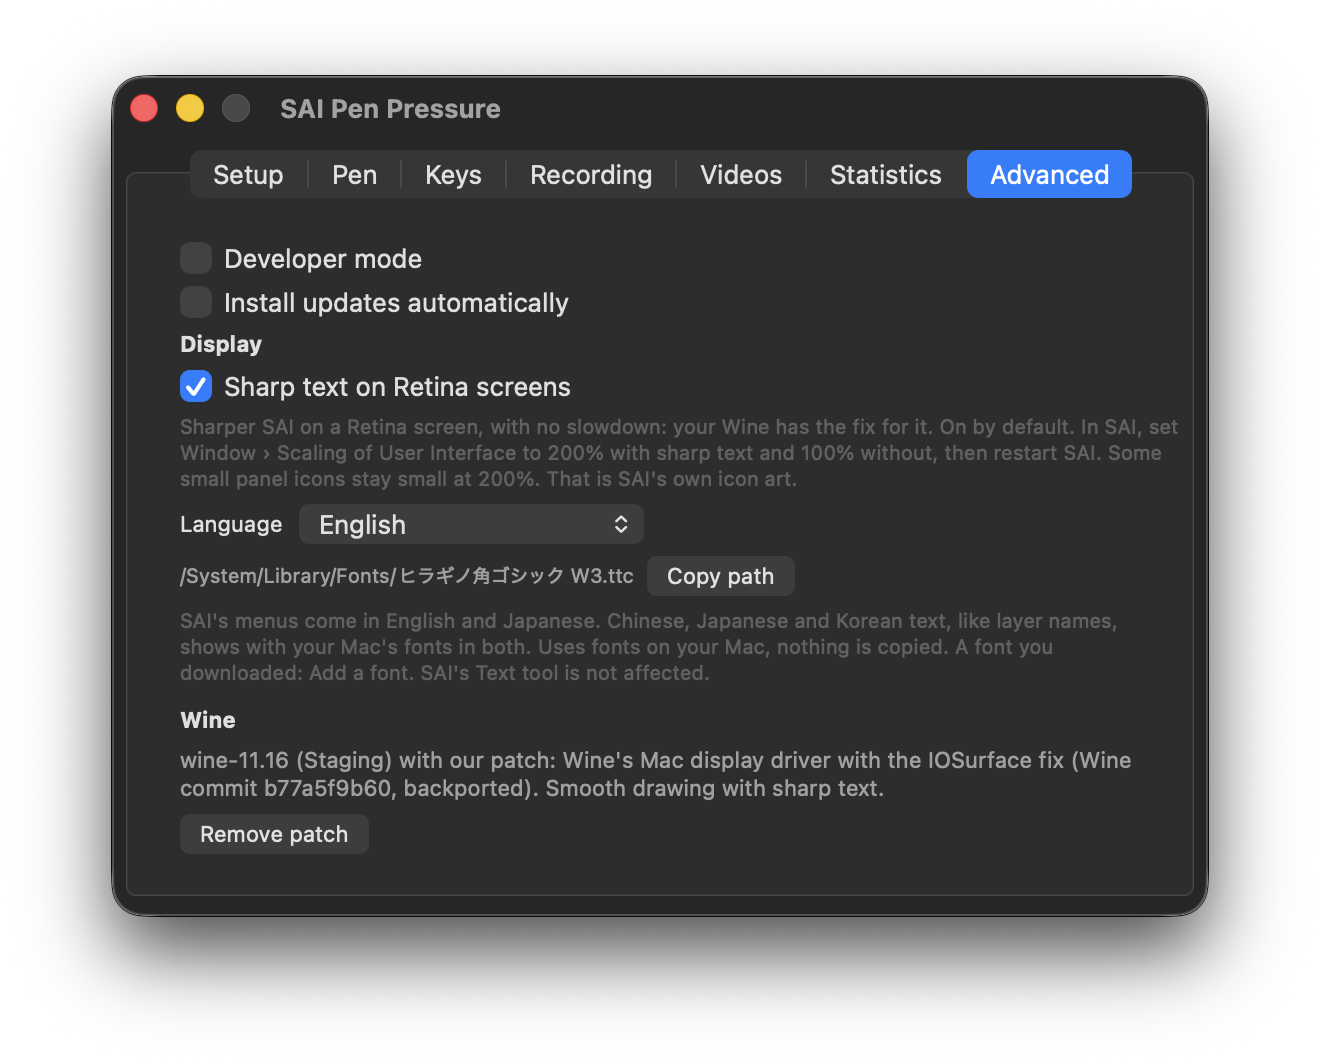 SAI Pen Pressure
Setup Pen Keys Recording Videos Statistics Advanced
Developer mode
Install updates automatically
Display
Sharp text on Retina screens
Sharper SAI on a Retina screen, with no slowdown: your Wine has the fix for it. On by default. In SAI, set
Window › Scaling of User Interface to 200% with sharp text and 100% without, then restart SAI. Some
small panel icons stay small at 200%. That is SAI's own icon art.
Language English
/System/Library/Fonts/ヒラギノ角ゴシック W3.ttc Copy path
SAI's menus come in English and Japanese. Chinese, Japanese and Korean text, like layer names,
shows with your Mac's fonts in both. Uses fonts on your Mac, nothing is copied. A font you
downloaded: Add a font. SAI's Text tool is not affected.
Wine
wine-11.16 (Staging) with our patch: Wine's Mac display driver with the IOSurface fix (Wine
commit b77a5f9b60, backported). Smooth drawing with sharp text.
Remove patch